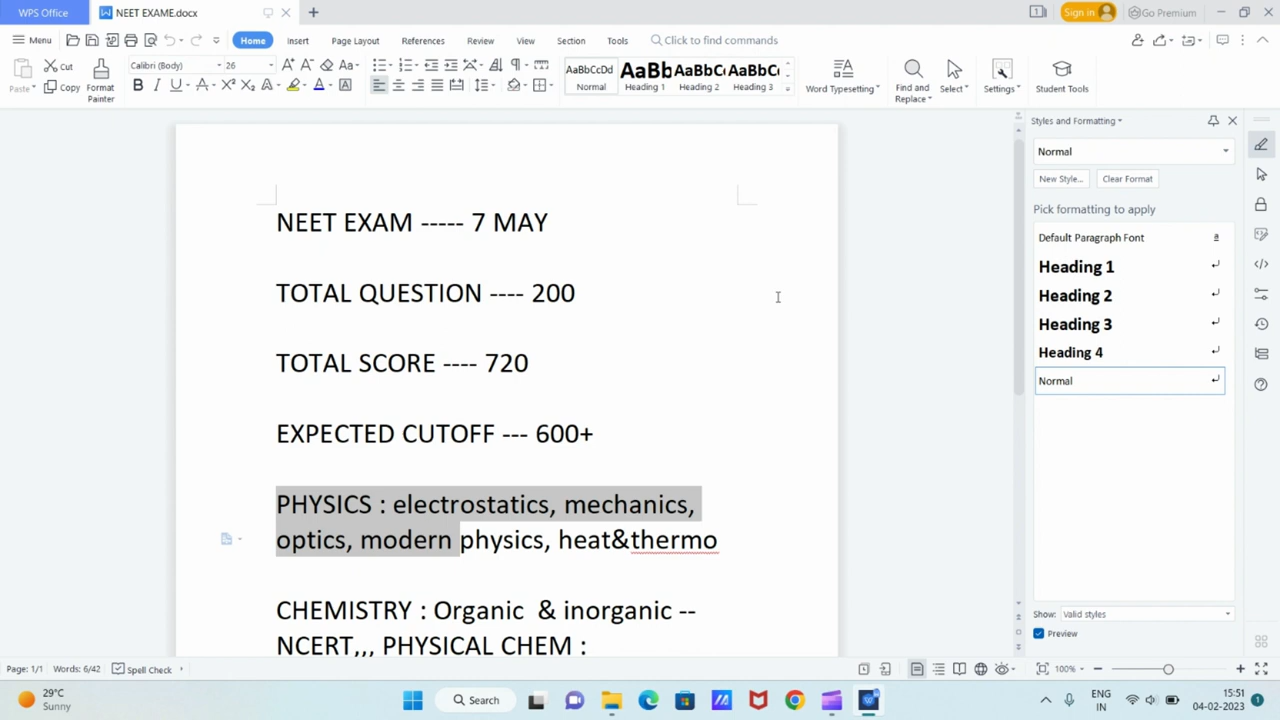 WPS Office
NEET EXAME.docx
Sign in
Go Premium
Menu
Home
Insert
Page Layout
References
Review
View
Section
Tools
Click to find commands
Paste
Cut
Copy
Format Painter
Calibri (Body)
26
AaBbCcDd
Normal
AaBb
Heading 1
AaBbC
Heading 2
AaBbC
Heading 3
Word Typesetting
Find and Replace
Select
Settings
Student Tools
NEET EXAM ----- 7 MAY
TOTAL QUESTION ---- 200
TOTAL SCORE ---- 720
EXPECTED CUTOFF --- 600+
PHYSICS : electrostatics, mechanics,
optics, modern physics, heat&thermo
CHEMISTRY : Organic  & inorganic --
NCERT,,, PHYSICAL CHEM :
Styles and Formatting
Normal
New Style...
Clear Format
Pick formatting to apply
Default Paragraph Font
Heading 1
Heading 2
Heading 3
Heading 4
Normal
Show:
Valid styles
Preview
Page: 1/1
Words: 6/42
Spell Check
100%
29°C
Sunny
Search
ENG
IN
15:51
04-02-2023